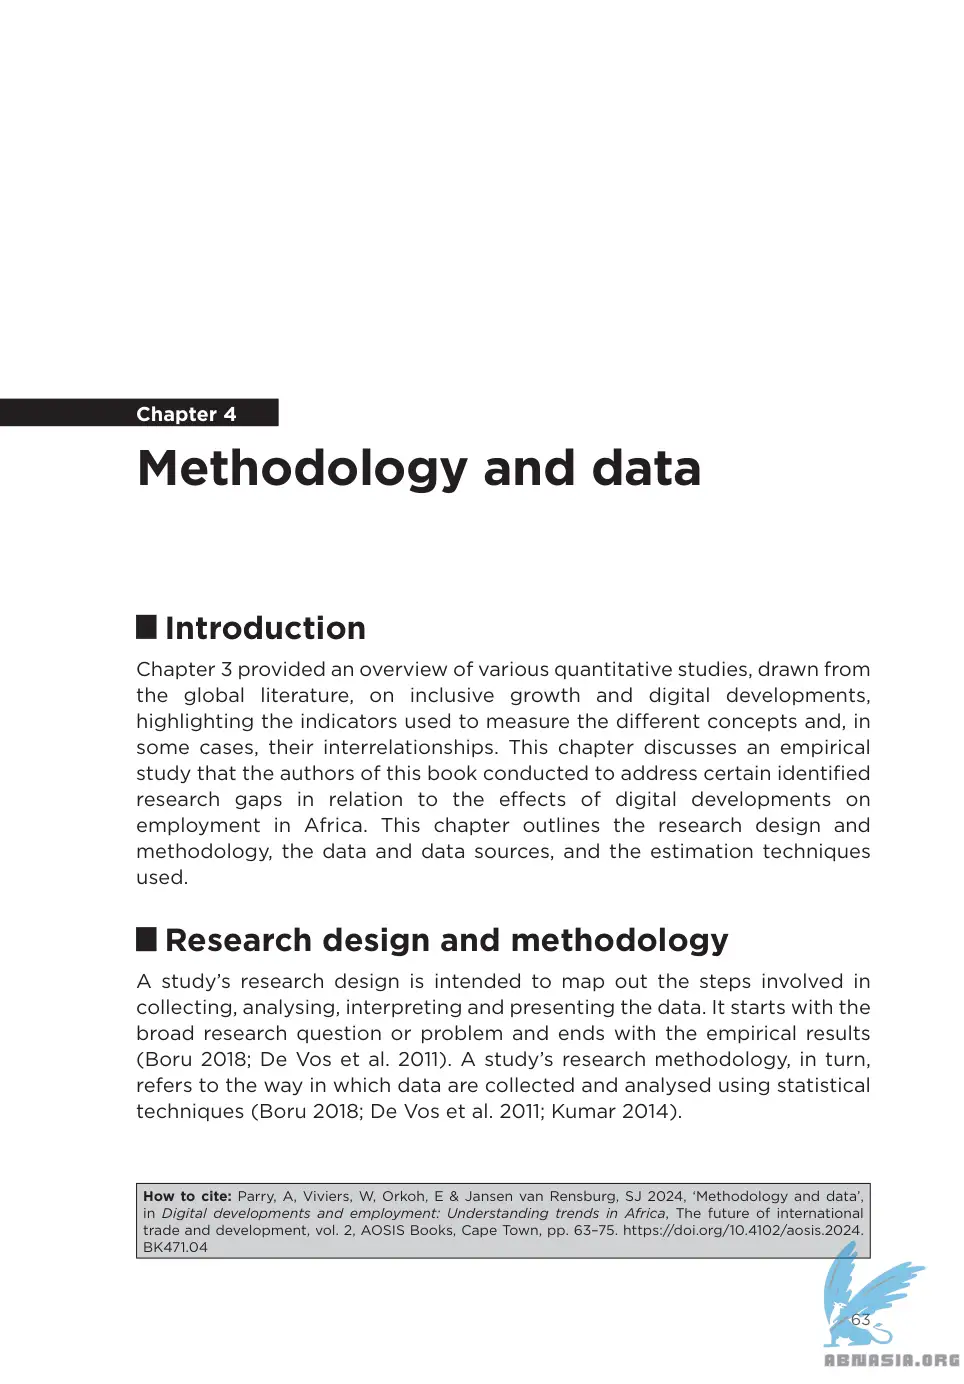 Chapter 4
Methodology and data
Introduction
Chapter 3 provided an overview of various quantitative studies, drawn from
the global literature, on inclusive growth and digital developments,
highlighting the indicators used to measure the different concepts and, in
some cases, their interrelationships. This chapter discusses an empirical
study that the authors of this book conducted to address certain identified
research gaps in relation to the effects of digital developments on
employment in Africa. This chapter outlines the research design and
methodology, the data and data sources, and the estimation techniques
used.
Research design and methodology
A study’s research design is intended to map out the steps involved in
collecting, analysing, interpreting and presenting the data. It starts with the
broad research question or problem and ends with the empirical results
(Boru 2018; De Vos et al. 2011). A study’s research methodology, in turn,
refers to the way in which data are collected and analysed using statistical
techniques (Boru 2018; De Vos et al. 2011; Kumar 2014).
How to cite: Parry, A, Viviers, W, Orkoh, E & Jansen van Rensburg, SJ 2024, ‘Methodology and data’,
in Digital developments and employment: Understanding trends in Africa, The future of international
trade and development, vol. 2, AOSIS Books, Cape Town, pp. 63–75. https://doi.org/10.4102/aosis.2024.
BK471.04
63
ABNASIA.ORG